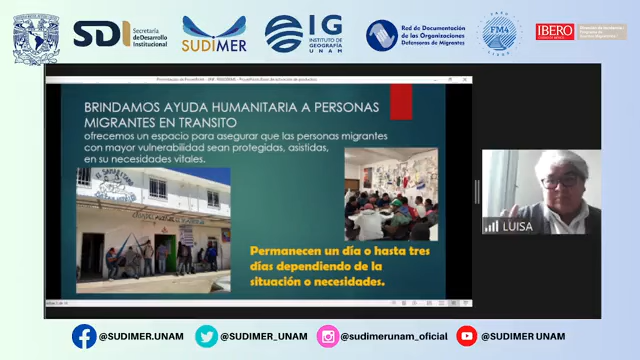 SDI
Secretaría
de Desarrollo
Institucional
SUDIMER
IG
INSTITUTO DE
GEOGRAFÍA
UNAM
Red de Documentación
de las Organizaciones
Defensoras de Migrantes
FM4
IBERO
BRINDAMOS AYUDA HUMANITARIA A PERSONAS
MIGRANTES EN TRANSITO
ofrecemos un espacio para asegurar que las personas migrantes
con mayor vulnerabilidad sean protegidas, asistidas,
en su necesidades vitales.
Permanecen un día o hasta tres
días dependiendo de la
situación o necesidades.
LUISA
@SUDIMER.UNAM
@SUDIMER_UNAM
@sudimerunam_oficial
@SUDIMER UNAM